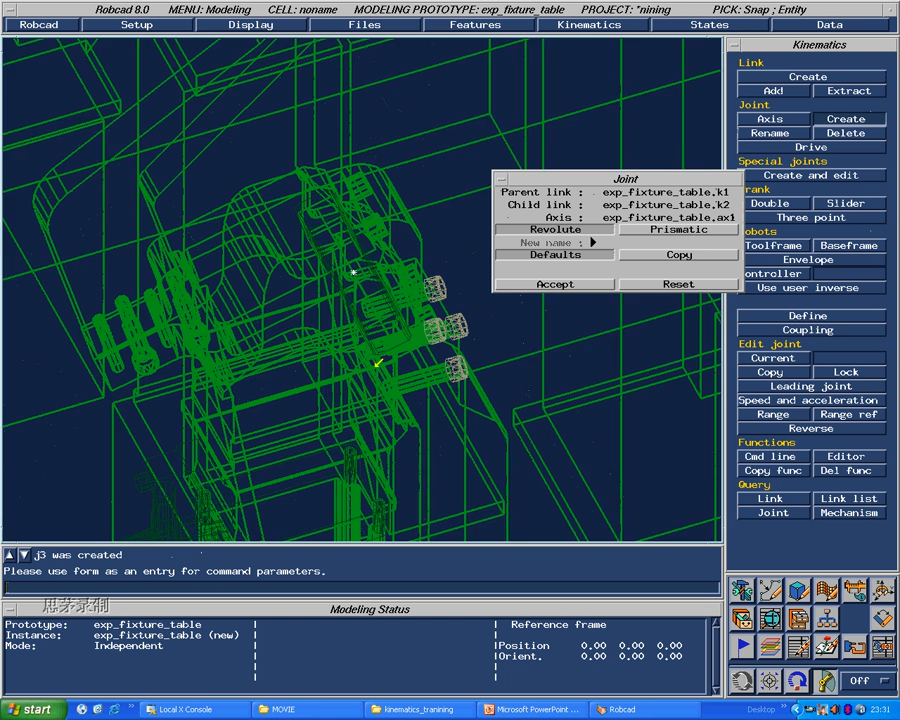 Robcad 8.0 MENU: Modeling CELL: noname MODELING PROTOTYPE: exp_fixture_table PROJECT: "nining PICK: Snap ; Entity
Robcad Setup Display Files Features Kinematics States Data
Kinematics
Link
Create
Add Extract
Joint
Axis Create
Rename Delete
Drive
Special joints
Create and edit
rank
Double Slider
Three point
obots
Toolframe Baseframe
Envelope
ontroller
Use user inverse
Define
Coupling
Edit joint
Current
Copy Lock
Leading joint
Speed and acceleration
Range Range ref
Reverse
Functions
Cmd line Editor
Copy func Del func
Query
Link Link list
Joint Mechanism
Joint
Parent link : exp_fixture_table.k1
Child link : exp_fixture_table.k2
Axis : exp_fixture_table.ax1
Revolute Prismatic
New name :
Defaults Copy
Accept Reset
j3 was created
Please use form as an entry for command parameters.
思茅录制
Modeling Status
Prototype: exp_fixture_table
Instance: exp_fixture_table (new)
Mode: Independent
Reference frame
Position 0.00 0.00 0.00
Orient. 0.00 0.00 0.00
Off
start Local X Console MOVIE kinematics_tranining Microsoft PowerPoint ... Robcad Desktop » 23:31